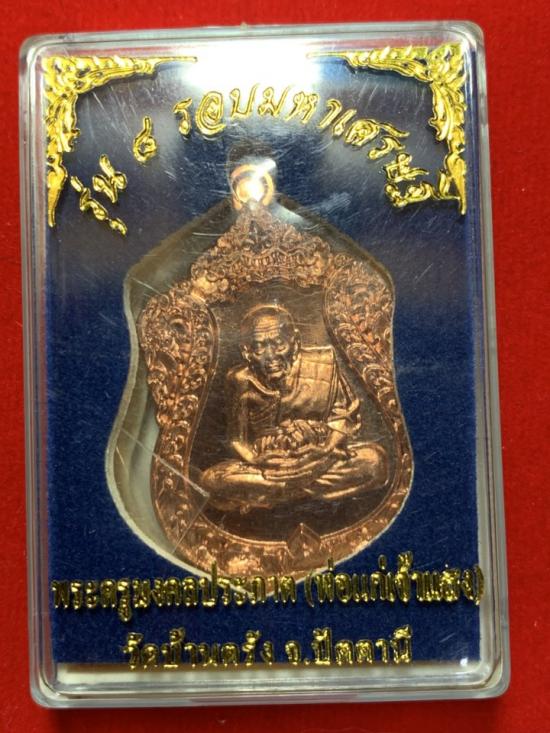 รุ่น ๔ รอบมหาเศรษฐี
พระครูมงคลประภาต (พ่อแก่เจ้าแสง)
วัดบ้านตรัง จ.ปัตตานี